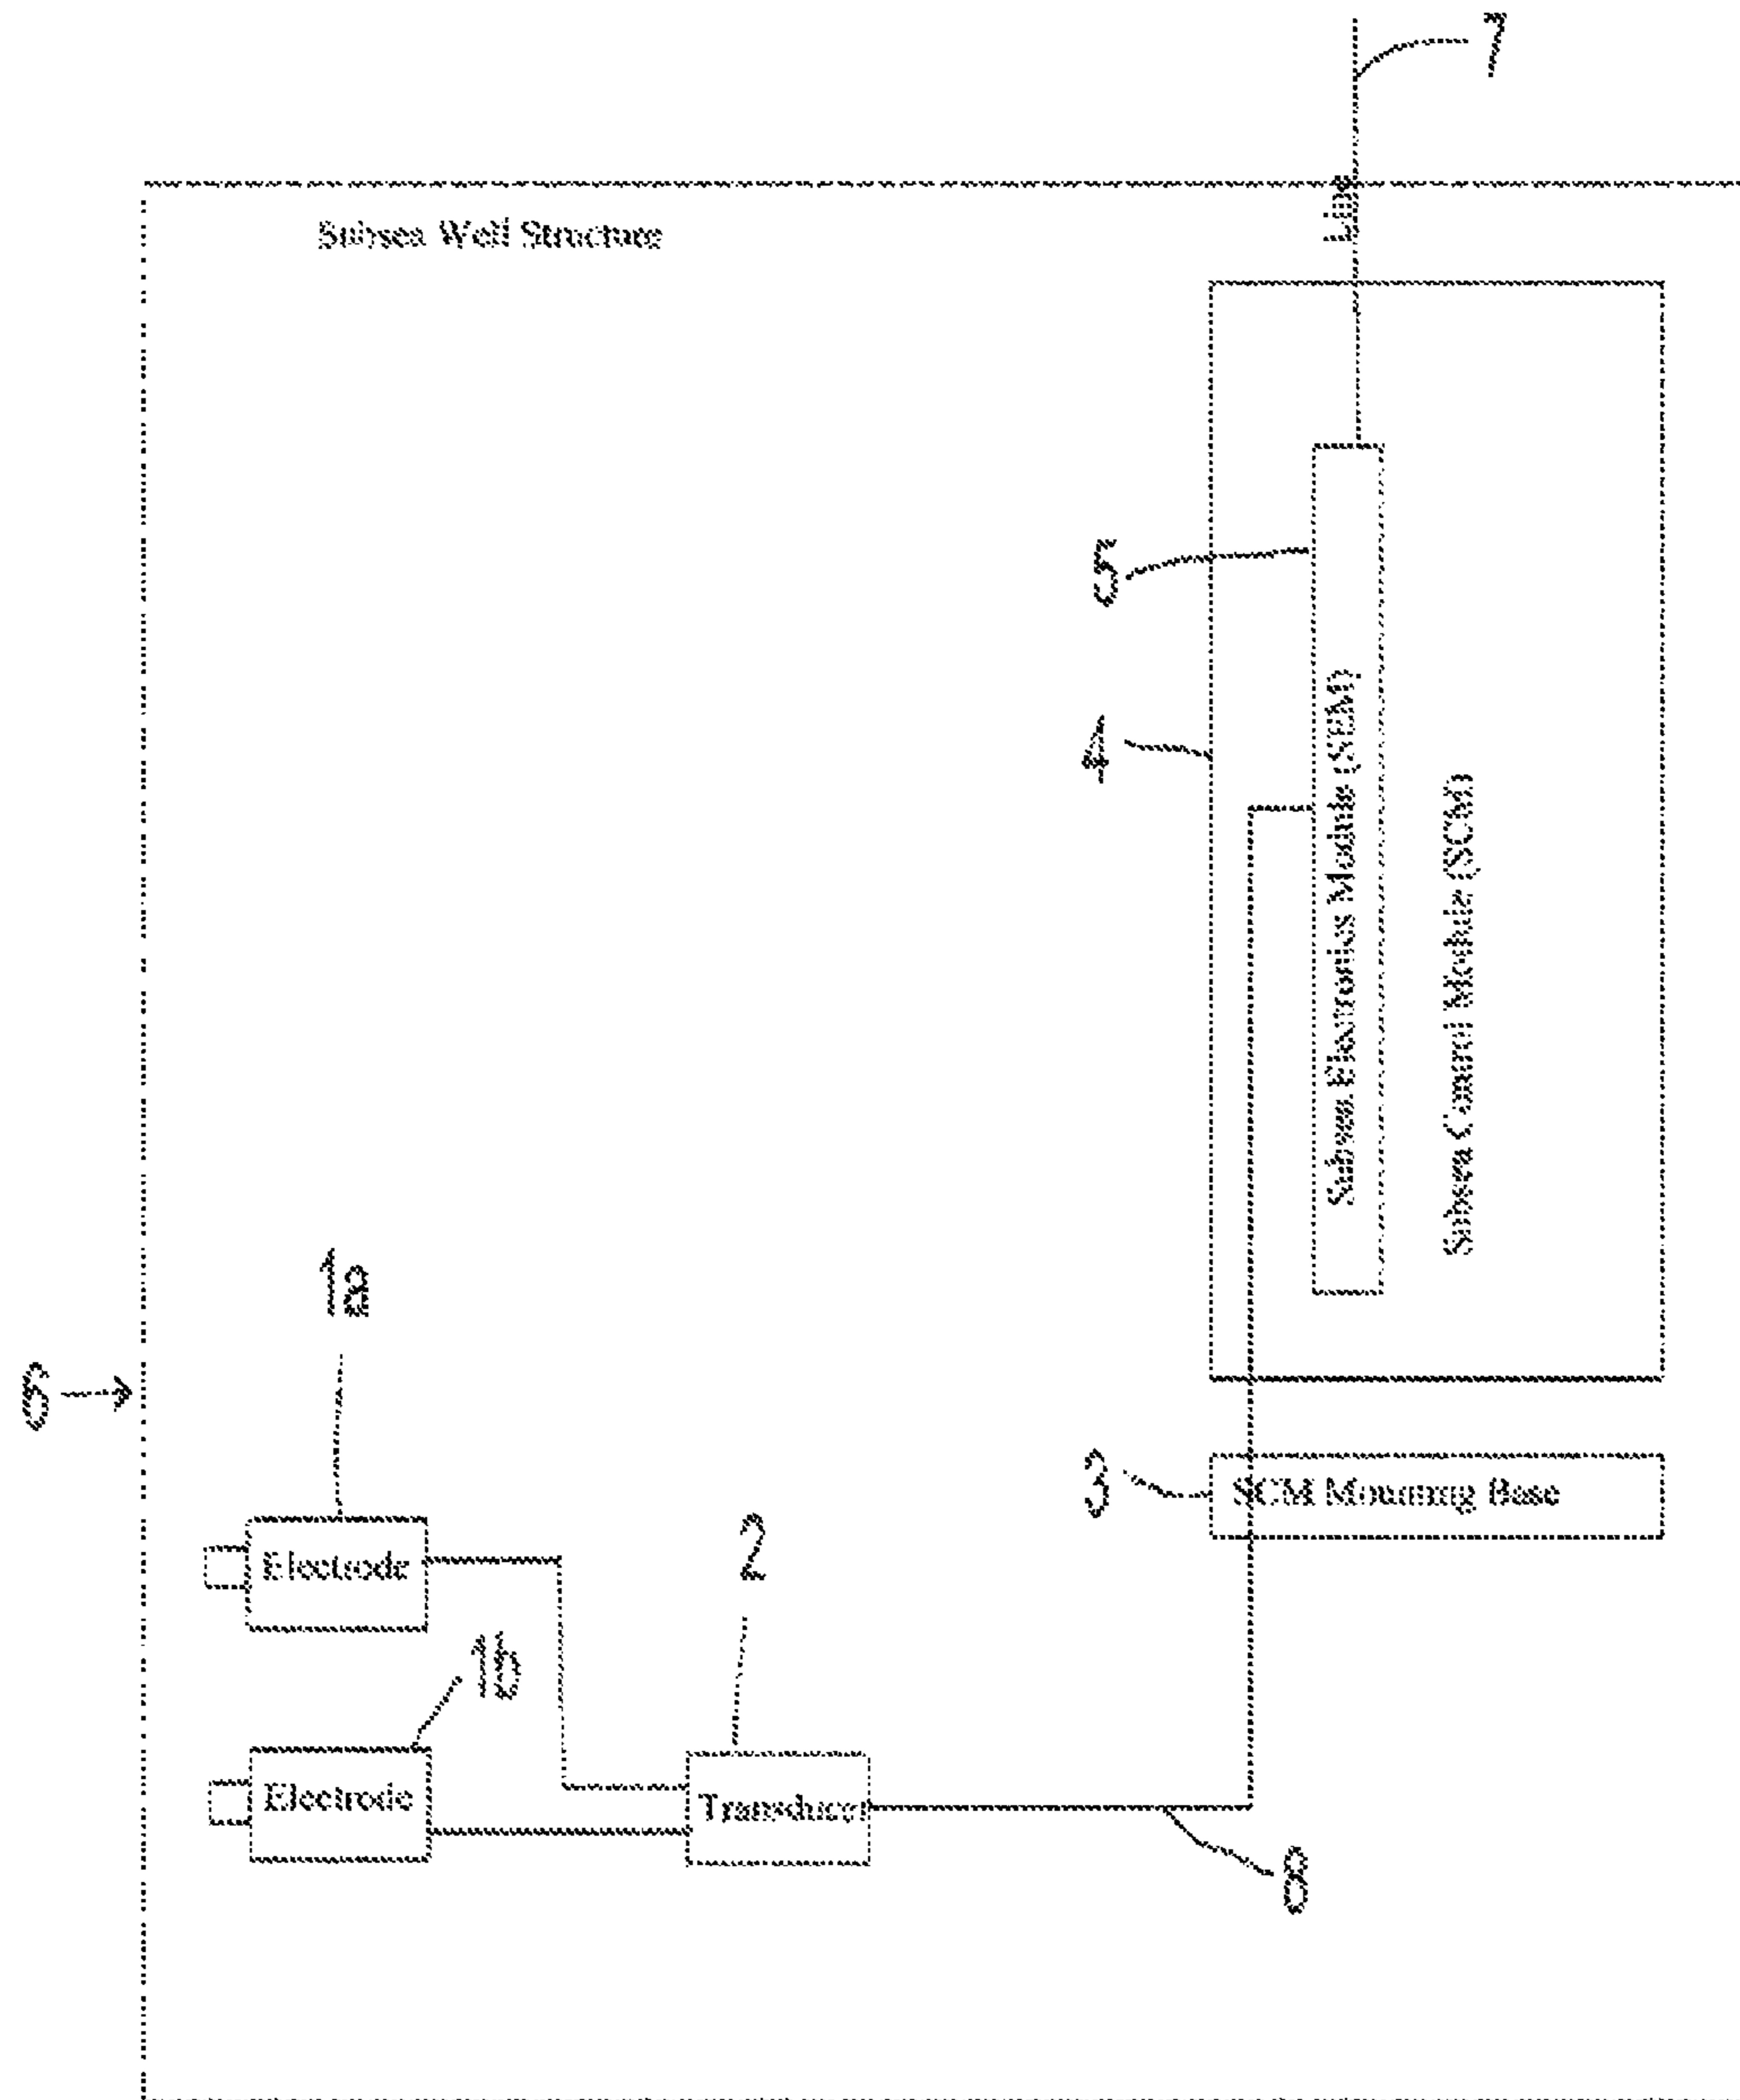 7
Line
Subsea Well Structure
5
4
Subsea Electronics Module (SEM)
Subsea Control Module (SCM)
1a
6
3
SCM Mounting Base
2
Electrode
1b
Electrode
Transducer
8